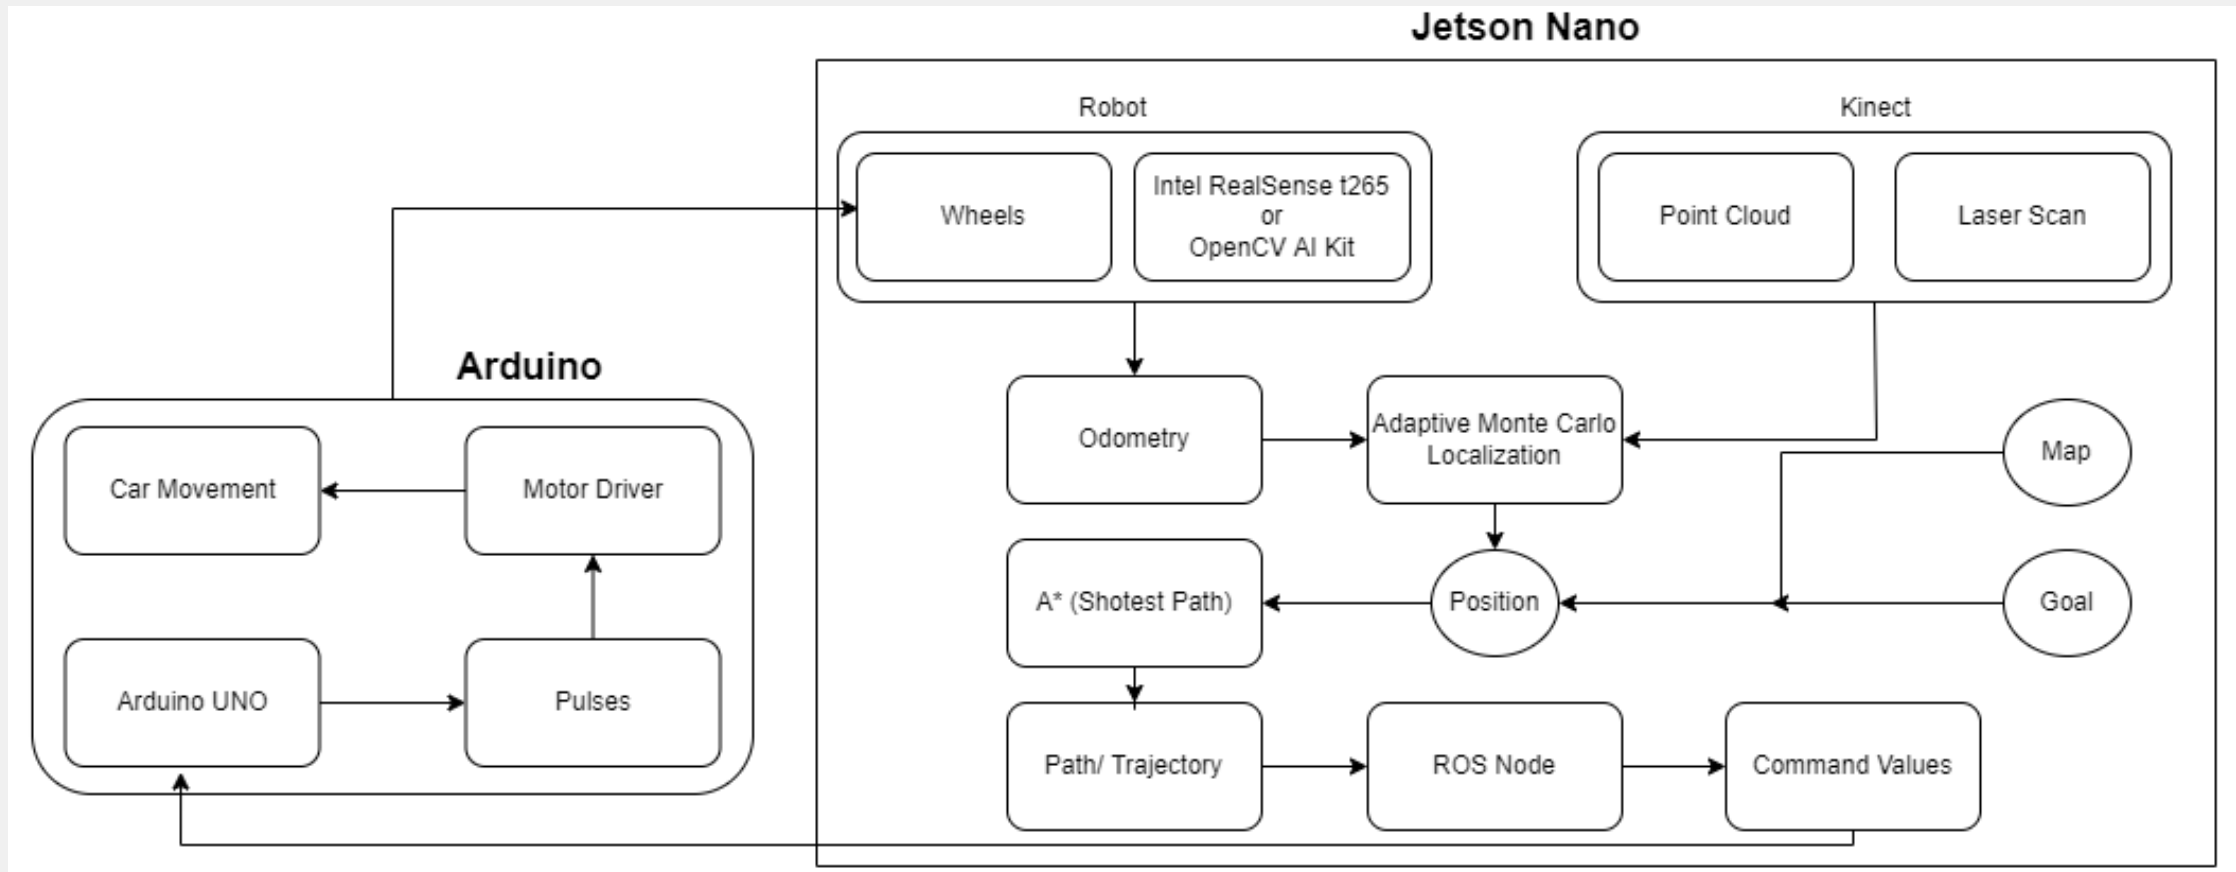 Jetson Nano
Robot
Kinect
Wheels
Intel RealSense t265
or
OpenCV AI Kit
Point Cloud
Laser Scan
Arduino
Car Movement
Motor Driver
Odometry
Adaptive Monte Carlo
Localization
Map
A* (Shotest Path)
Position
Goal
Arduino UNO
Pulses
Path/ Trajectory
ROS Node
Command Values